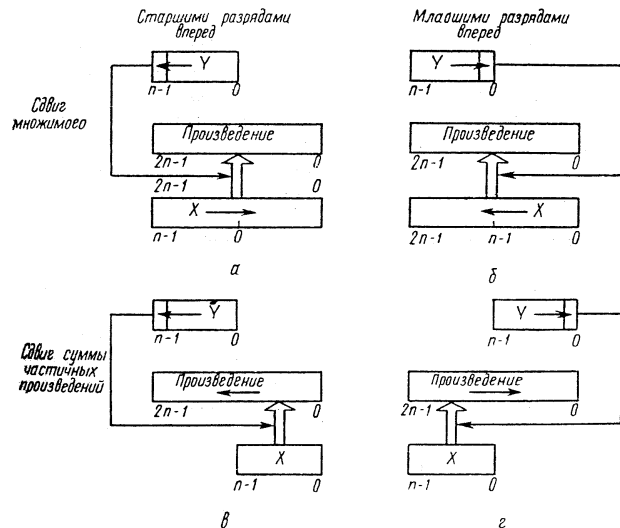 Старшими разрядами
вперед
Младшими разрядами
вперед
Y
n-1 0
Y
n-1 0
Сдвиг
множимого
Произведение
2n-1 0
2n-1 0
X
n-1 0
а
Произведение
2n-1 0
X
2n-1 n-1 0
б
Y
n-1 0
Y
n-1 0
Сдвиг суммы
частичных
произведений
Произведение
2n-1 0
X
n-1 0
в
Произведение
2n-1 0
X
n-1 0
г